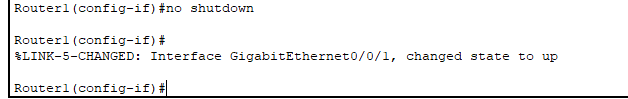 Router1(config-if)#no shutdown
Router1(config-if)#
%LINK-5-CHANGED: Interface GigabitEthernet0/0/1, changed state to up
Router1(config-if)#